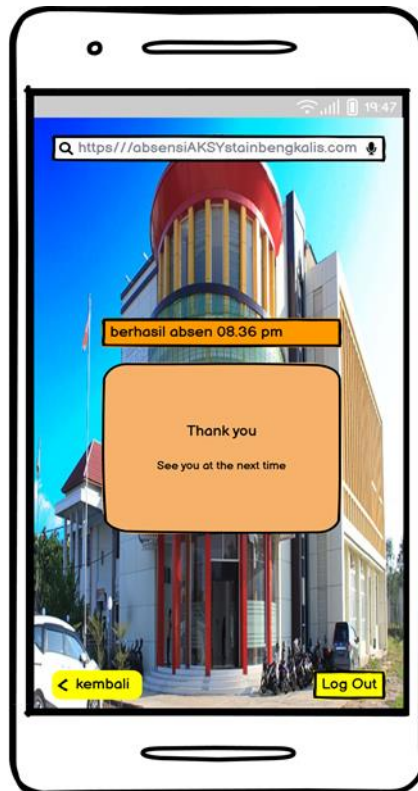 19:47
https///absensiAKSYstainbengkalis.com
berhasil absen 08.36 pm
Thank you
See you at the next time
< kembali
Log Out